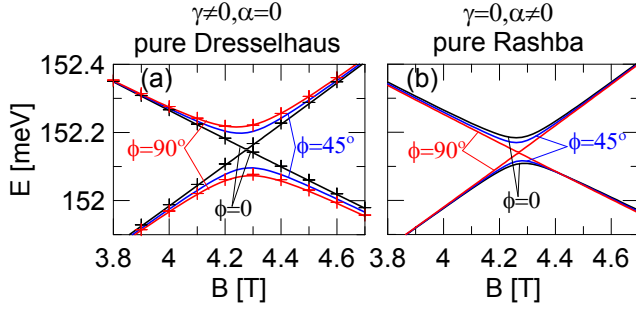 γ≠0,α=0
pure Dresselhaus
γ=0,α≠0
pure Rashba
E [meV]
152.4
152.2
152
(a)
ϕ=90°
ϕ=45°
ϕ=0
3.8 4 4.2 4.4 4.6
B [T]
(b)
ϕ=90°
ϕ=45°
ϕ=0
3.8 4 4.2 4.4 4.6
B [T]